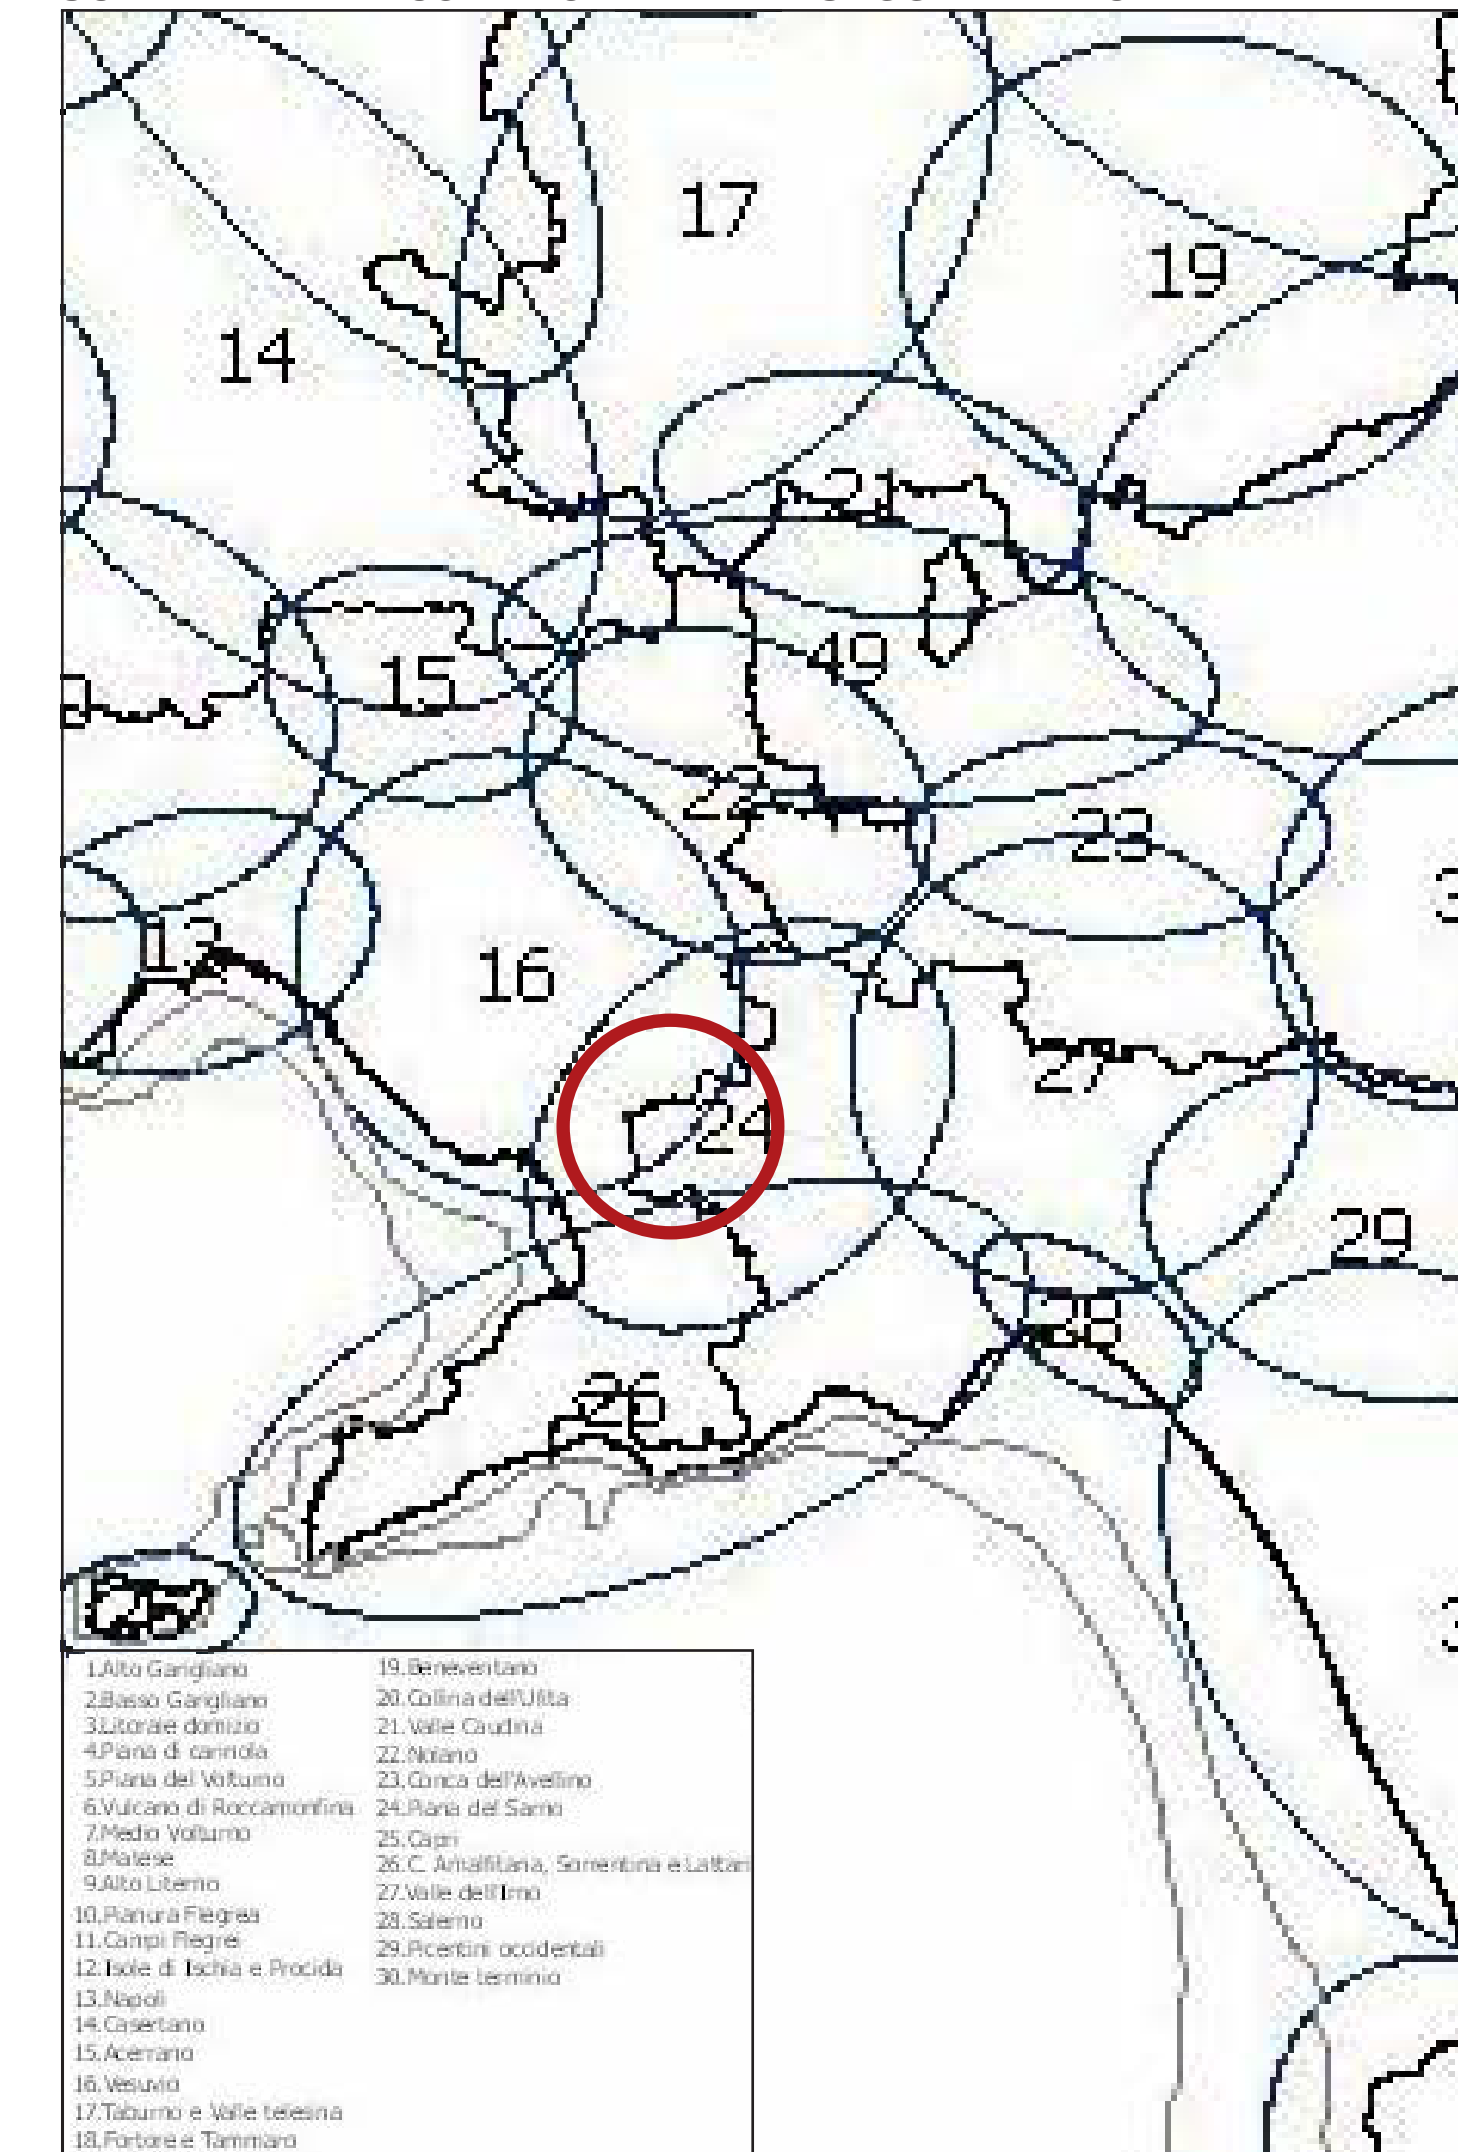 17
19
14
21
15
49
22
23
13
16
24
27
29
28
26
25
1.Alto Garigliano
2.Basso Garigliano
3.Litorale domizio
4.Piana di carinola
5.Piana del Volturno
6.Vulcano di Roccamonfina
7.Medio Volturno
8.Matese
9.Alto Literno
10.Pianura Flegrea
11.Campi Flegrei
12.Isole di Ischia e Procida
13.Napoli
14.Casertano
15.Acerrano
16.Vesuvio
17.Taburno e Valle telesina
18.Fortore e Tammaro
19.Beneventano
20.Collina dell'Ufita
21.Valle Caudina
22.Nolano
23.Conca dell'Avellino
24.Piana del Sarno
25.Capri
26.C. Amalfitana, Sorrentina e Lattari
27.Valle dell'Irno
28.Salerno
29.Picentini occidentali
30.Monte terminio